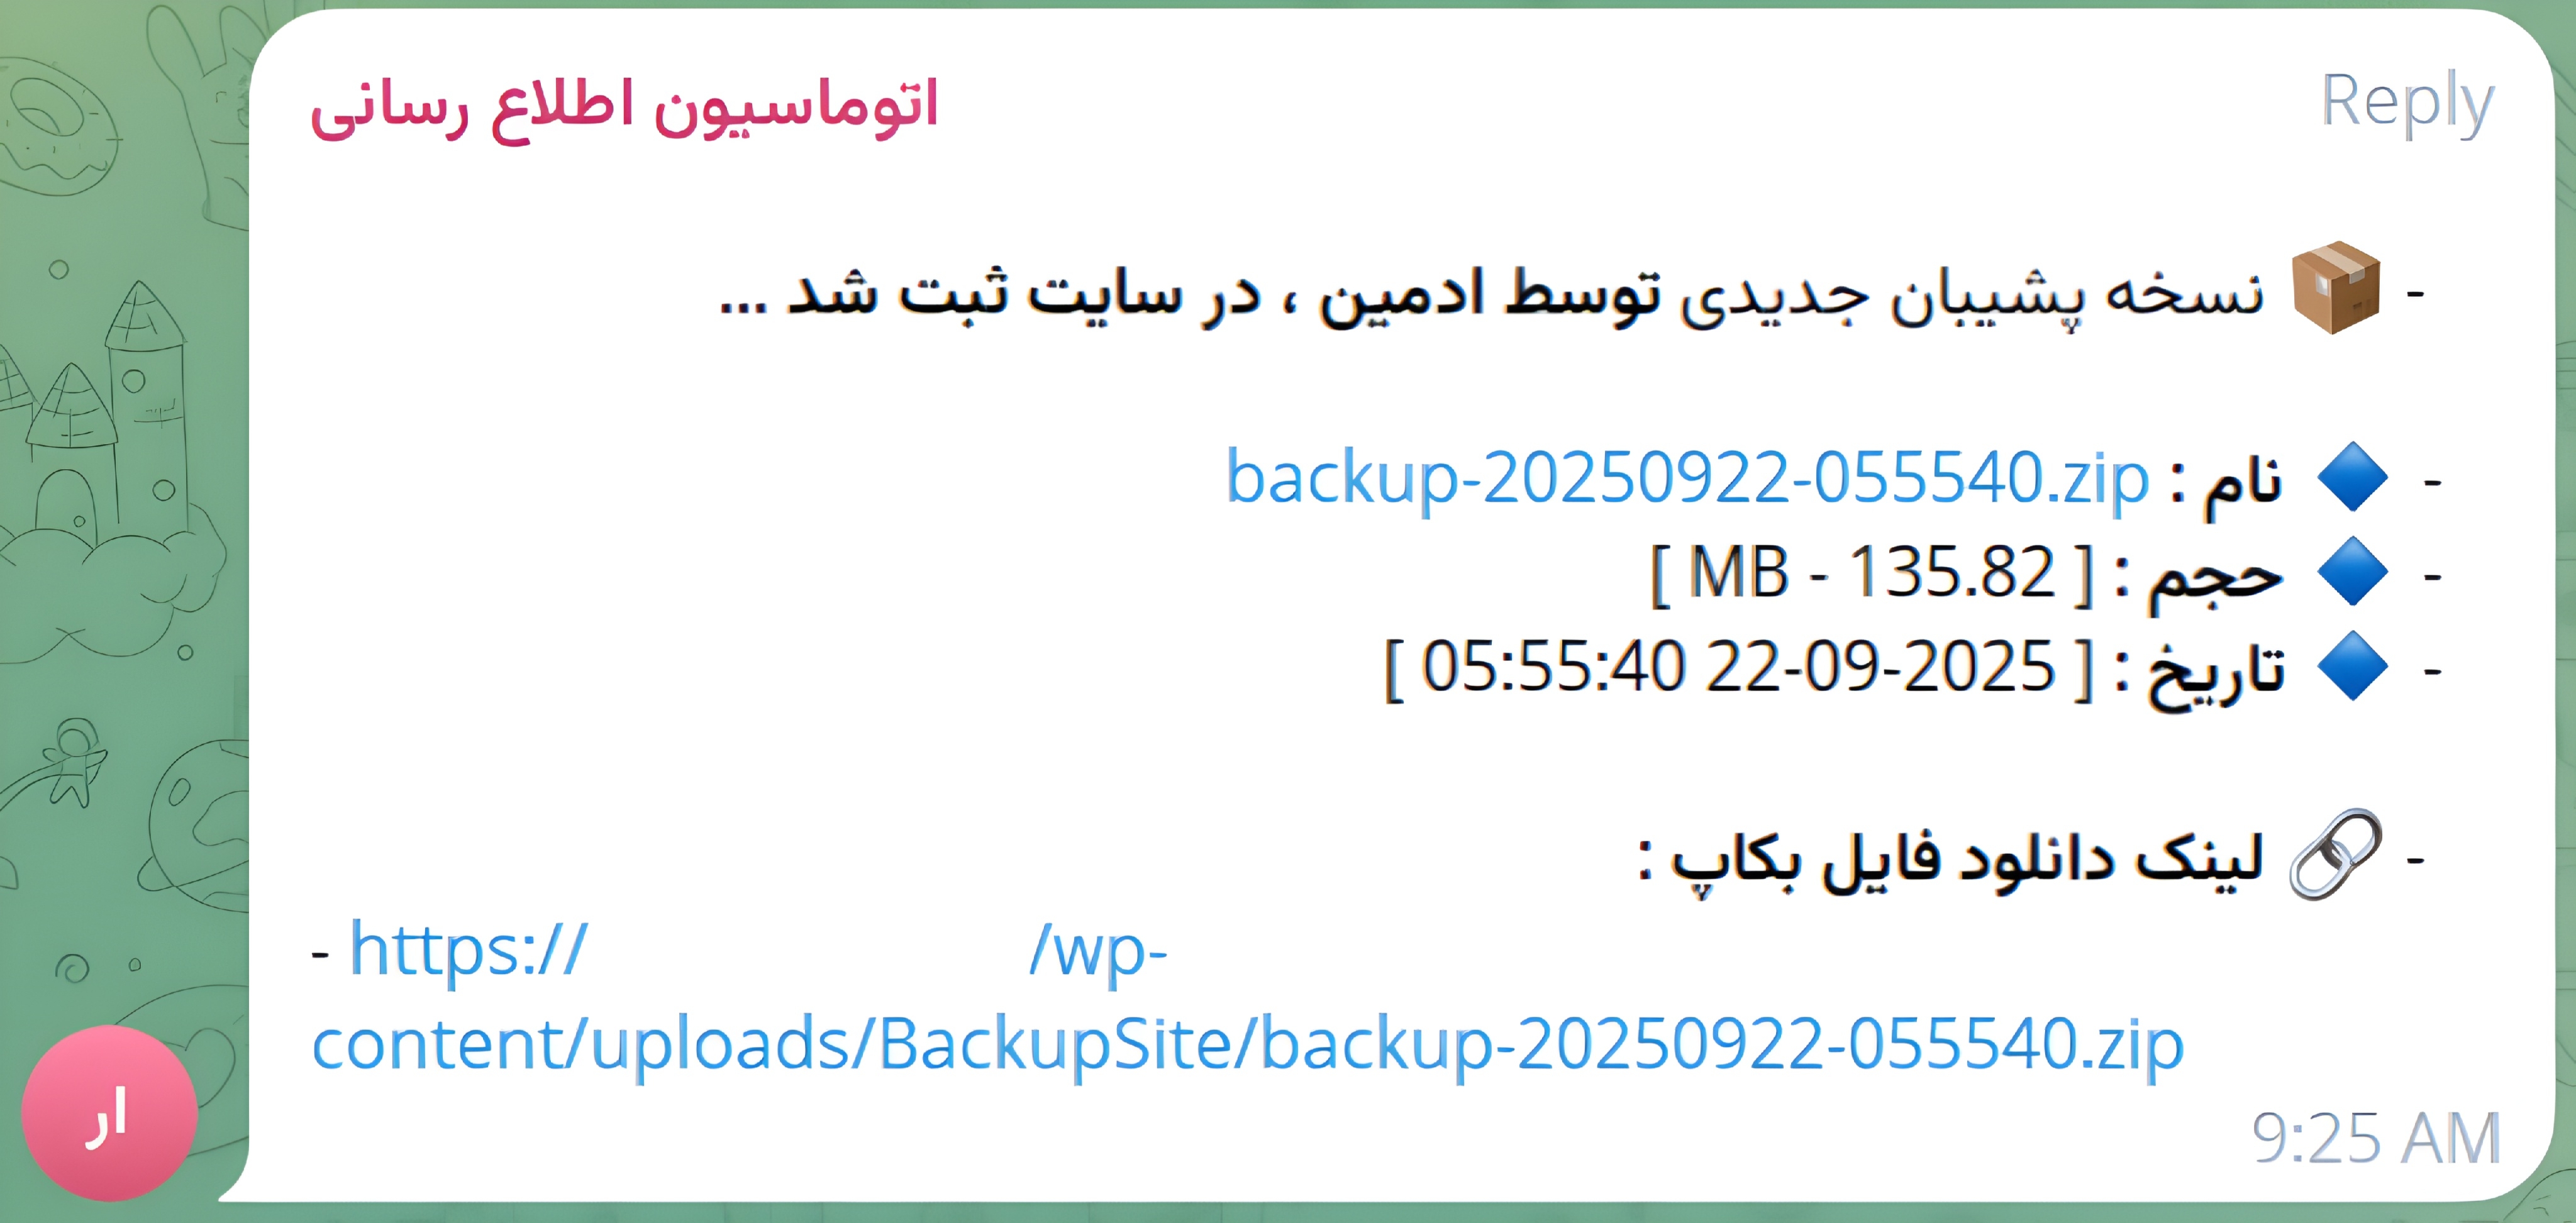 اتوماسیون اطلاع رسانی
Reply
- 📦 نسخه پشیبان جدیدی توسط ادمین ، در سایت ثبت شد ...
- 🔷 نام : backup-20250922-055540.zip
- 🔷 حجم : [ 135.82 - MB ]
- 🔷 تاریخ : [ 2025-09-22 05:55:40 ]
- 🔗 لینک دانلود فایل بکاپ :
- https:// /wp-
content/uploads/BackupSite/backup-20250922-055540.zip
ار
9:25 AM